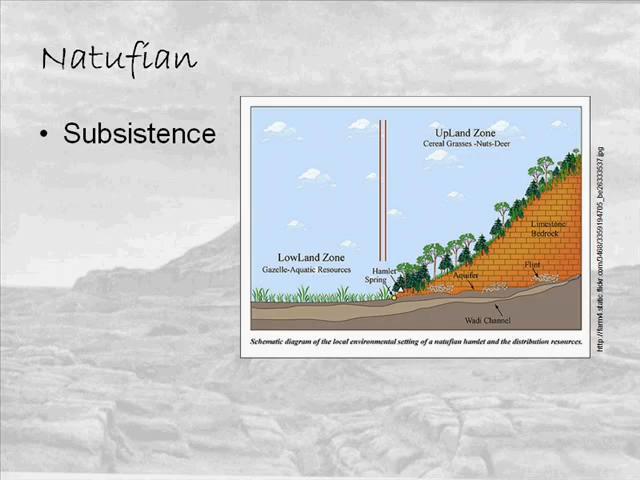 Natufian
• Subsistence
UpLand Zone
Cereal Grasses -Nuts-Deer
LowLand Zone
Gazelle-Aquatic Resources
Hamlet
Spring
Aquifer
Limestone
Bedrock
Flint
Wadi Channel
Schematic diagram of the local environmental setting of a natufian hamlet and the distribution resources.